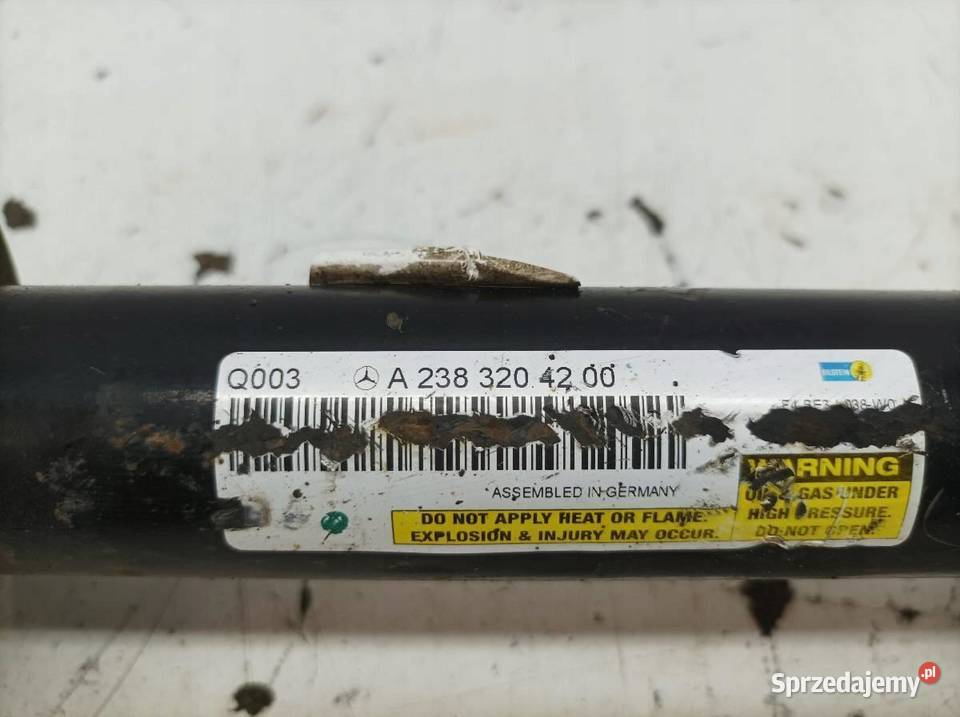 Q003 A 238 320 42 00
BILSTEIN
ASSEMBLED IN GERMANY
DO NOT APPLY HEAT OR FLAME.
EXPLOSION & INJURY MAY OCCUR.
WARNING
GAS UNDER
HIGH PRESSURE.
DO NOT OPEN.
Sprzedajemy.pl